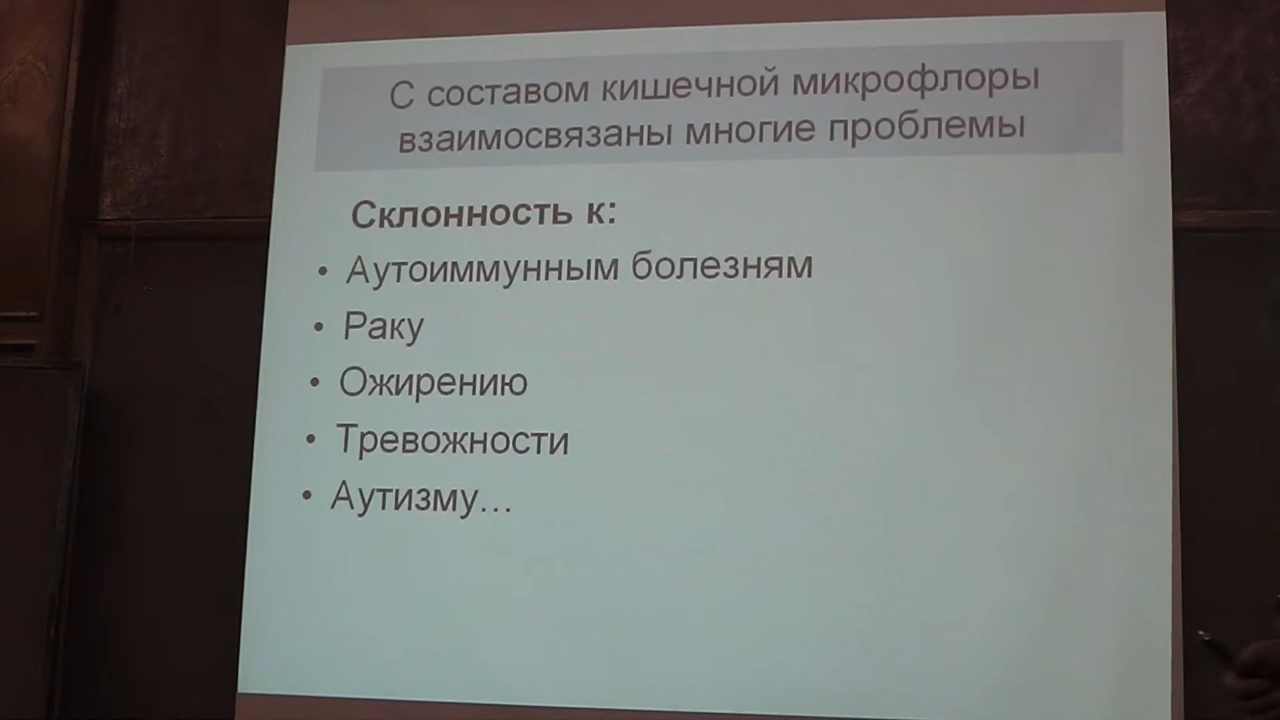 С составом кишечной микрофлоры
взаимосвязаны многие проблемы
Склонность к:
• Аутоиммунным болезням
• Раку
• Ожирению
• Тревожности
• Аутизму...